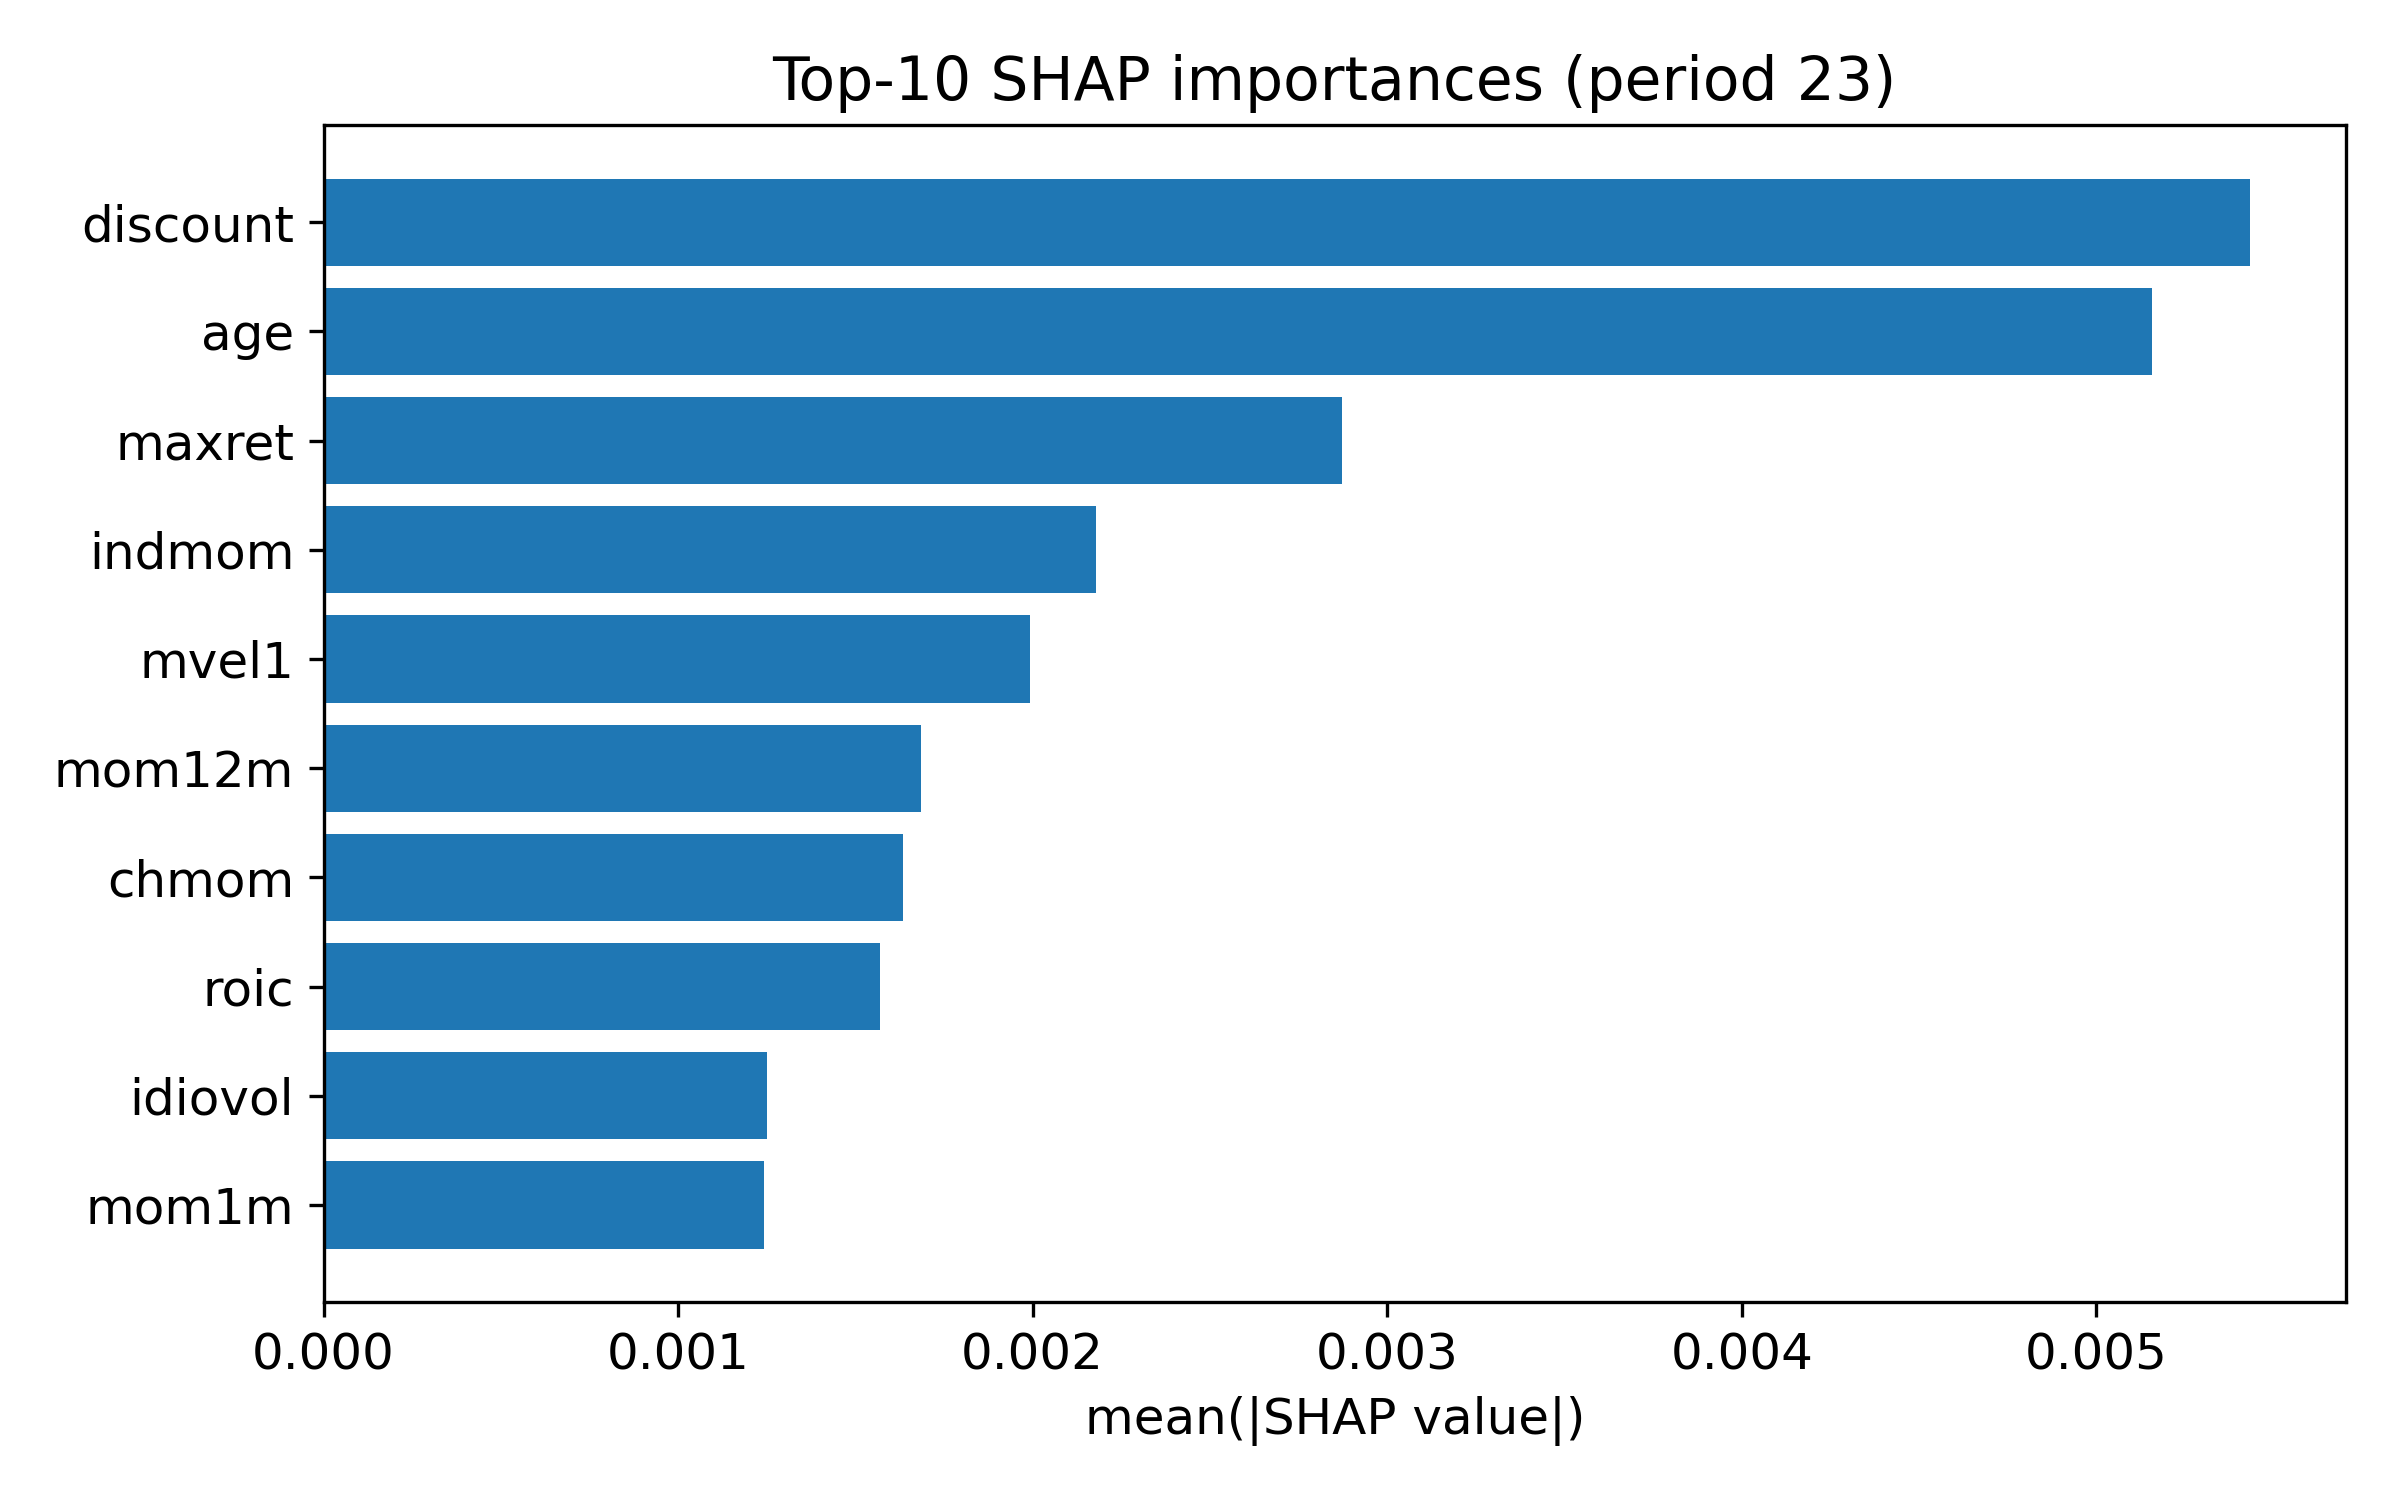 Top-10 SHAP importances (period 23)
discount
age
maxret
indmom
mvel1
mom12m
chmom
roic
idiovol
mom1m
0.000 0.001 0.002 0.003 0.004 0.005
mean(|SHAP value|)